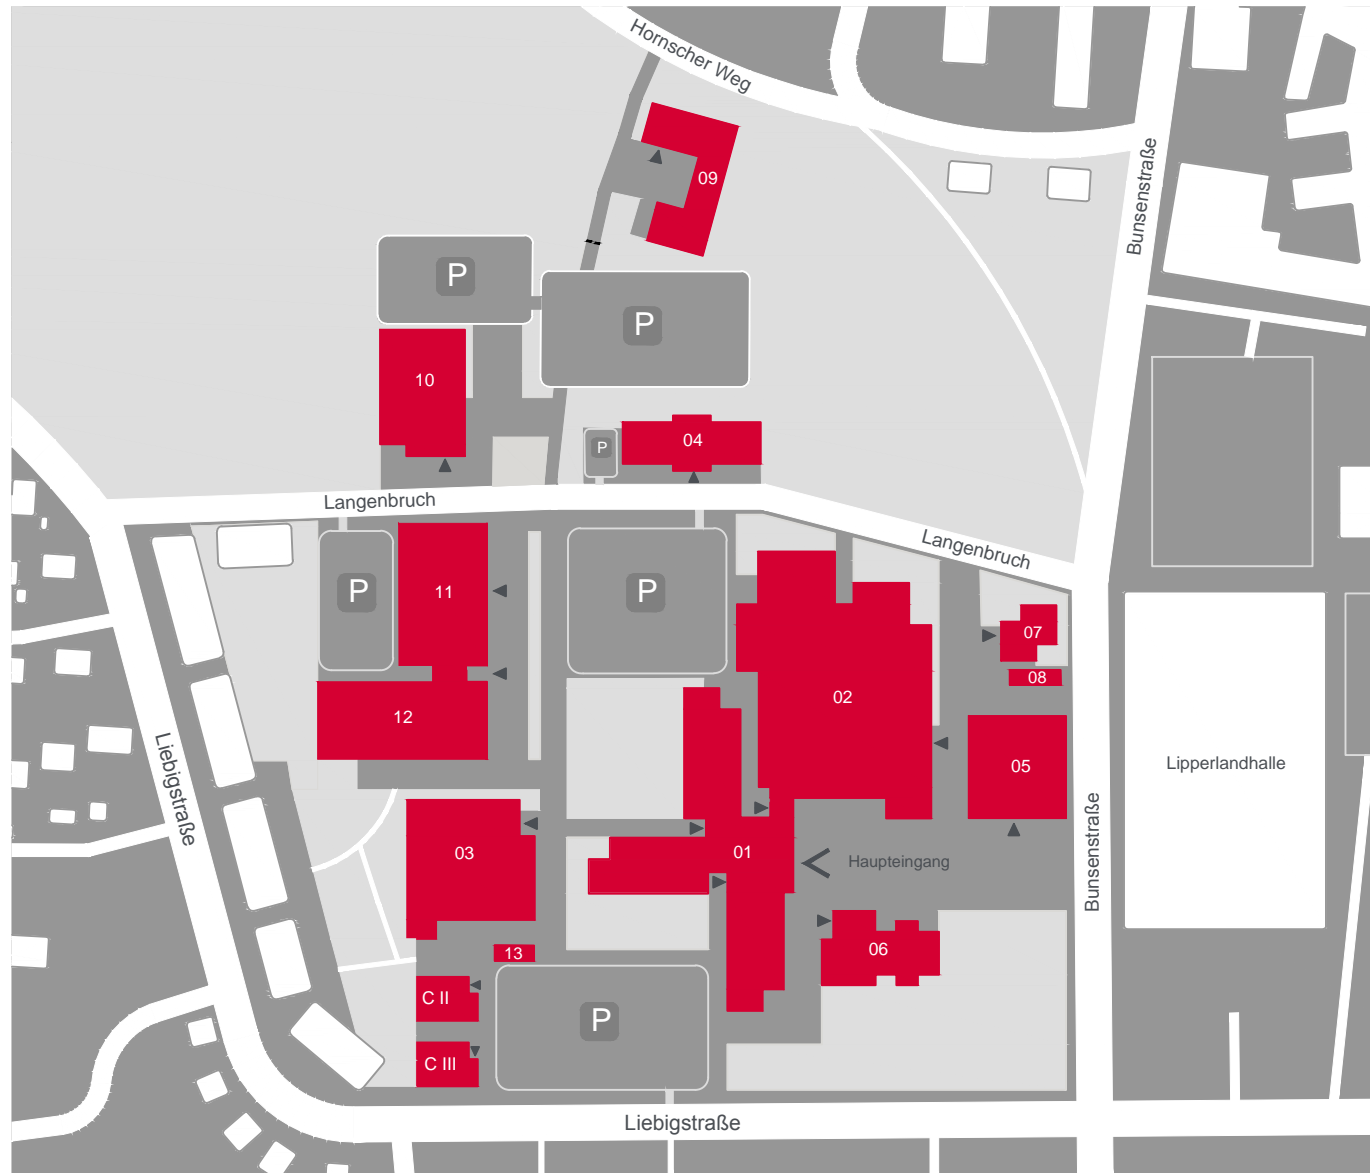 Hornscher Weg
Bunsenstraße
09
P
P
10
04
P
Langenbruch
Langenbruch
P
11
P
07
08
02
12
05
Lipperlandhalle
Liebigstraße
03
01
Haupteingang
Bunsenstraße
06
13
C II
P
C III
Liebigstraße